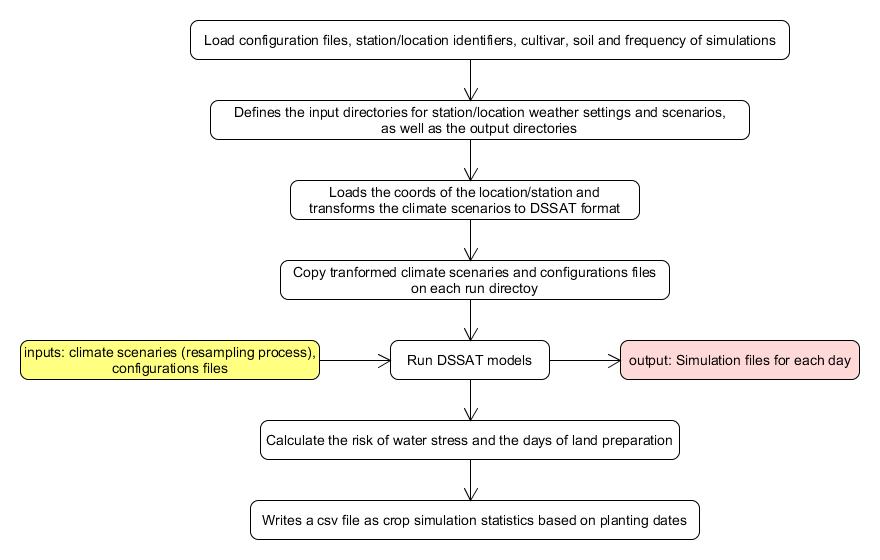 Load configuration files, station/location identifiers, cultivar, soil and frequency of simulations
Defines the input directories for station/location weather settings and scenarios,
as well as the output directories
Loads the coords of the location/station and
transforms the climate scenarios to DSSAT format
Copy tranformed climate scenarios and configurations files
on each run directoy
inputs: climate scenaries (resampling process),
configurations files
Run DSSAT models
output: Simulation files for each day
Calculate the risk of water stress and the days of land preparation
Writes a csv file as crop simulation statistics based on planting dates